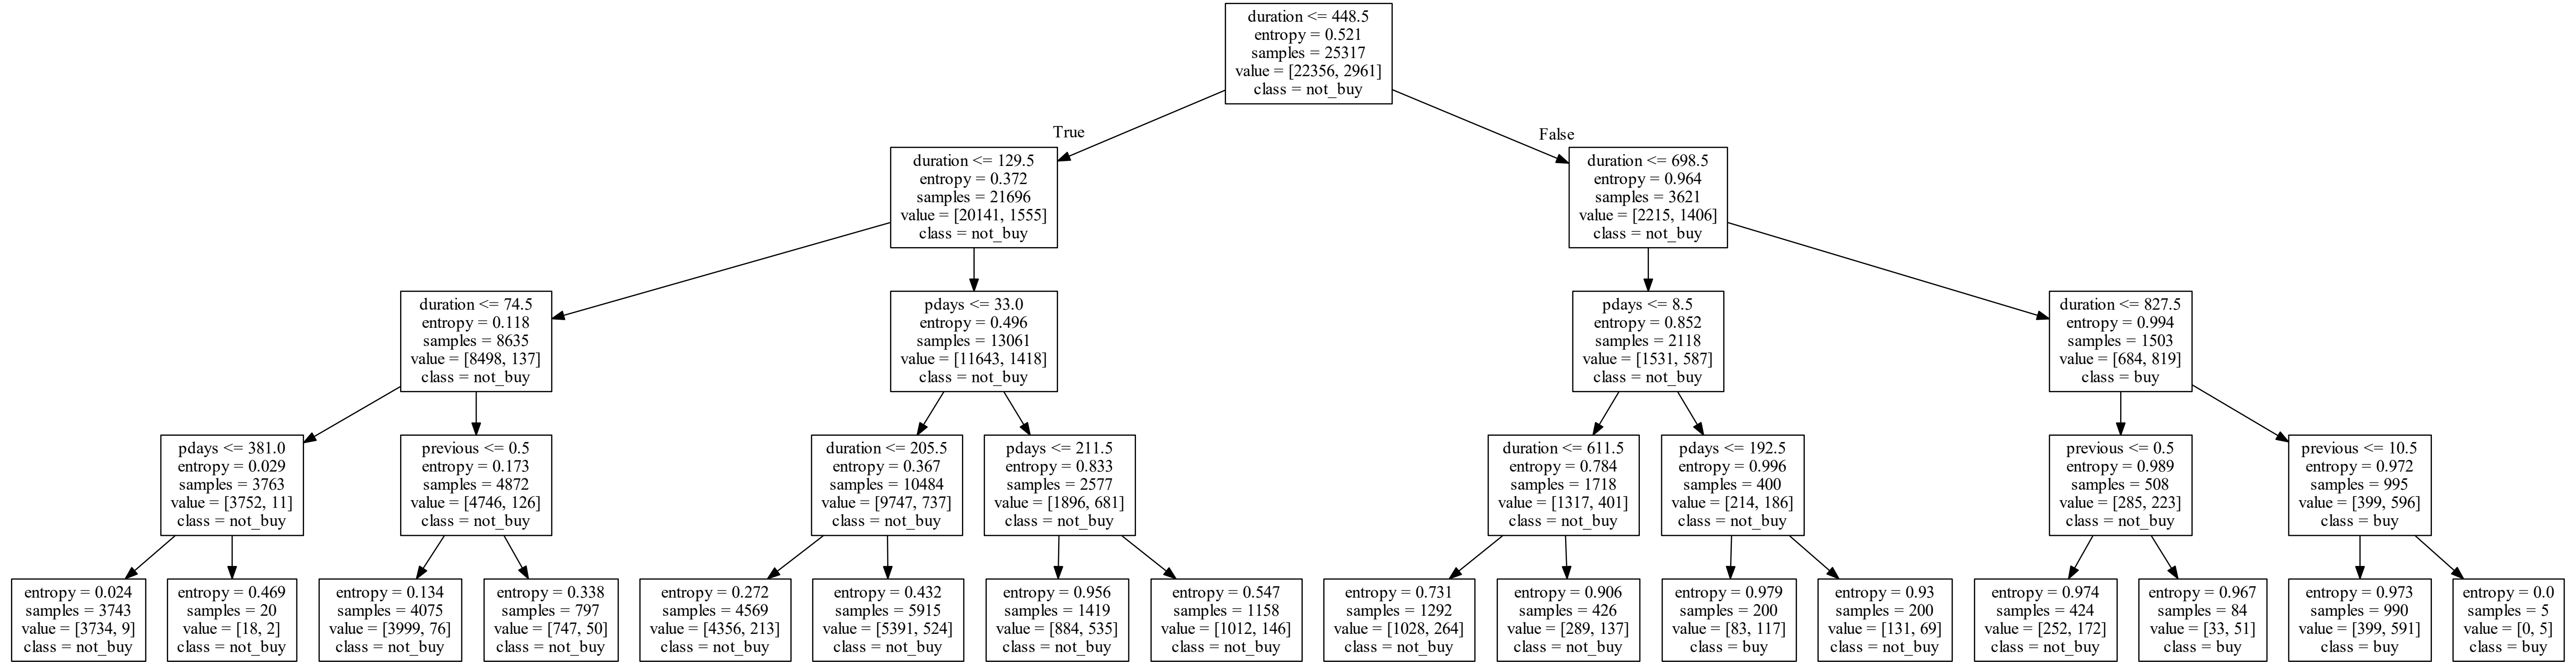 duration <= 448.5
entropy = 0.521
samples = 25317
value = [22356, 2961]
class = not_buy
True
False
duration <= 129.5
entropy = 0.372
samples = 21696
value = [20141, 1555]
class = not_buy
duration <= 698.5
entropy = 0.964
samples = 3621
value = [2215, 1406]
class = not_buy
duration <= 74.5
entropy = 0.118
samples = 8635
value = [8498, 137]
class = not_buy
pdays <= 33.0
entropy = 0.496
samples = 13061
value = [11643, 1418]
class = not_buy
pdays <= 8.5
entropy = 0.852
samples = 2118
value = [1531, 587]
class = not_buy
duration <= 827.5
entropy = 0.994
samples = 1503
value = [684, 819]
class = buy
pdays <= 381.0
entropy = 0.029
samples = 3763
value = [3752, 11]
class = not_buy
previous <= 0.5
entropy = 0.173
samples = 4872
value = [4746, 126]
class = not_buy
duration <= 205.5
entropy = 0.367
samples = 10484
value = [9747, 737]
class = not_buy
pdays <= 211.5
entropy = 0.833
samples = 2577
value = [1896, 681]
class = not_buy
duration <= 611.5
entropy = 0.784
samples = 1718
value = [1317, 401]
class = not_buy
pdays <= 192.5
entropy = 0.996
samples = 400
value = [214, 186]
class = not_buy
previous <= 0.5
entropy = 0.989
samples = 508
value = [285, 223]
class = not_buy
previous <= 10.5
entropy = 0.972
samples = 995
value = [399, 596]
class = buy
entropy = 0.024
samples = 3743
value = [3734, 9]
class = not_buy
entropy = 0.469
samples = 20
value = [18, 2]
class = not_buy
entropy = 0.134
samples = 4075
value = [3999, 76]
class = not_buy
entropy = 0.338
samples = 797
value = [747, 50]
class = not_buy
entropy = 0.272
samples = 4569
value = [4356, 213]
class = not_buy
entropy = 0.432
samples = 5915
value = [5391, 524]
class = not_buy
entropy = 0.956
samples = 1419
value = [884, 535]
class = not_buy
entropy = 0.547
samples = 1158
value = [1012, 146]
class = not_buy
entropy = 0.731
samples = 1292
value = [1028, 264]
class = not_buy
entropy = 0.906
samples = 426
value = [289, 137]
class = not_buy
entropy = 0.979
samples = 200
value = [83, 117]
class = buy
entropy = 0.93
samples = 200
value = [131, 69]
class = not_buy
entropy = 0.974
samples = 424
value = [252, 172]
class = not_buy
entropy = 0.967
samples = 84
value = [33, 51]
class = buy
entropy = 0.973
samples = 990
value = [399, 591]
class = buy
entropy = 0.0
samples = 5
value = [0, 5]
class = buy